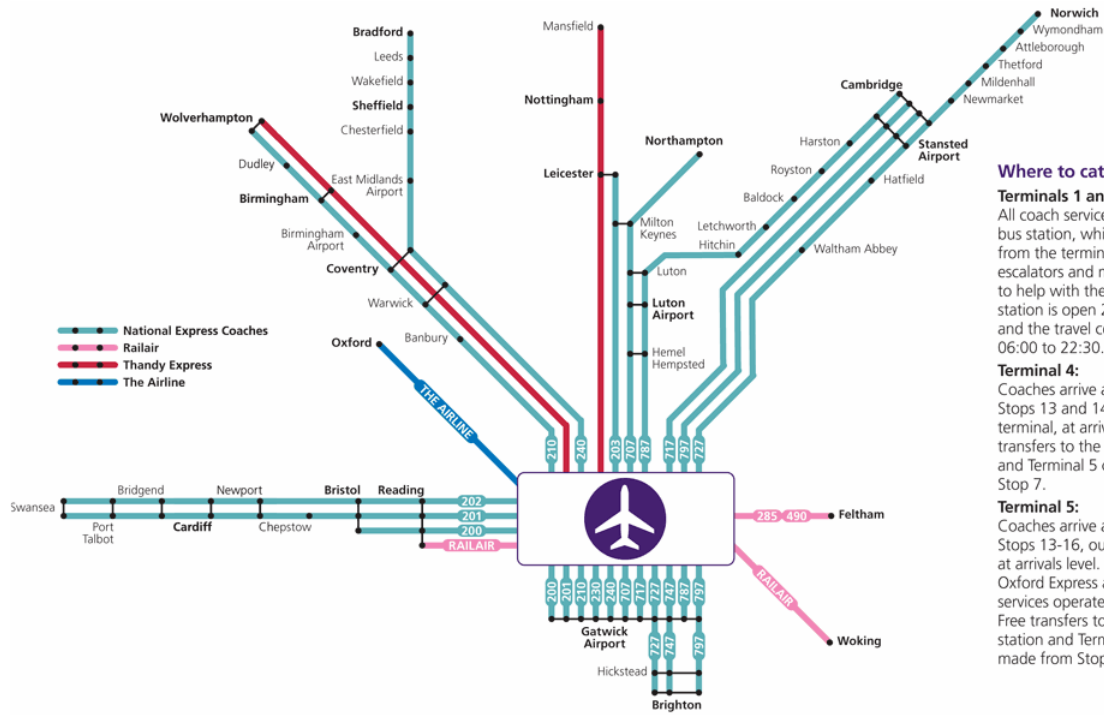 Norwich
Wymondham
Attleborough
Thetford
Mildenhall
Newmarket
Mansfield
Bradford
Leeds
Wakefield
Sheffield
Chesterfield
East Midlands
Airport
Cambridge
Nottingham
Wolverhampton
Dudley
Birmingham
Birmingham
Airport
Coventry
Warwick
Banbury
Northampton
Leicester
Milton
Keynes
Luton
Luton
Airport
Hemel
Hempsted
Harston
Royston
Baldock
Letchworth
Hitchin
Stansted
Airport
Hatfield
Waltham Abbey
National Express Coaches
Railair
Thandy Express
The Airline
Oxford
THE AIRLINE
210
240
203
707
787
717
797
727
Swansea
Bridgend
Newport
Bristol
Reading
Port
Talbot
Cardiff
Chepstow
202
201
200
RAILAIR
285 490
Feltham
RAILAIR
Woking
200
201
210
230
240
707
717
727
747
787
797
Gatwick
Airport
727
747
797
Hickstead
Brighton
Where to cat
Terminals 1 an
All coach service
bus station, whi
from the termin
escalators and m
to help with the
station is open 2
and the travel ce
06:00 to 22:30.
Terminal 4:
Coaches arrive a
Stops 13 and 14
terminal, at arriv
transfers to the
and Terminal 5 c
Stop 7.
Terminal 5:
Coaches arrive a
Stops 13-16, ou
at arrivals level.
Oxford Express a
services operate
Free transfers to
station and Term
made from Stop